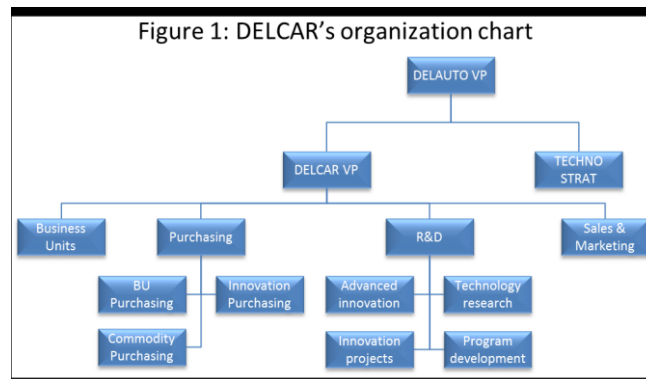 Figure 1: DELCAR’s organization chart
DELAUTO VP
DELCAR VP
TECHNO
STRAT
Business
Units
Purchasing
R&D
Sales &
Marketing
BU
Purchasing
Innovation
Purchasing
Advanced
innovation
Technology
research
Commodity
Purchasing
Innovation
projects
Program
development